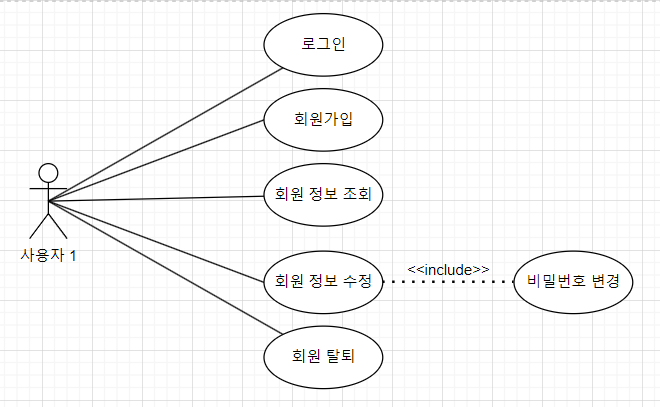 로그인
회원가입
회원 정보 조회
사용자 1
회원 정보 수정
<<include>>
비밀번호 변경
회원 탈퇴